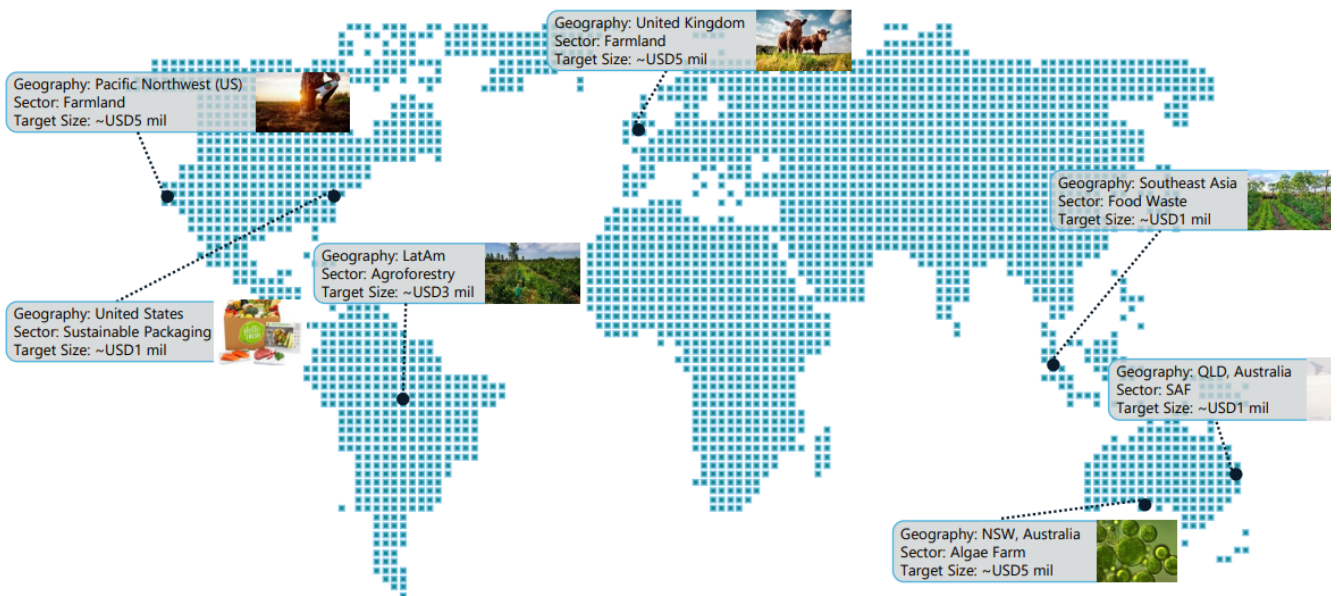 Geography: United Kingdom
Sector: Farmland
Target Size: ~USD5 mil
Geography: Pacific Northwest (US)
Sector: Farmland
Target Size: ~USD5 mil
Geography: Southeast Asia
Sector: Food Waste
Target Size: ~USD1 mil
Geography: LatAm
Sector: Agroforestry
Target Size: ~USD3 mil
Geography: United States
Sector: Sustainable Packaging
Target Size: ~USD1 mil
Geography: QLD, Australia
Sector: SAF
Target Size: ~USD1 mil
Geography: NSW, Australia
Sector: Algae Farm
Target Size: ~USD5 mil